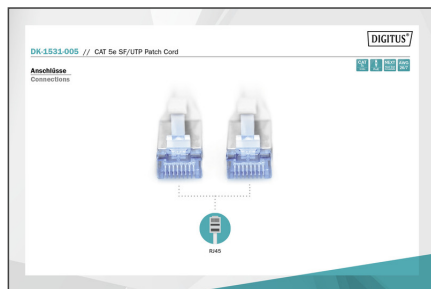 DIGITUS®
DK-1531-005 // CAT 5e SF/UTP Patch Cord
Anschlüsse
Connections
RJ45